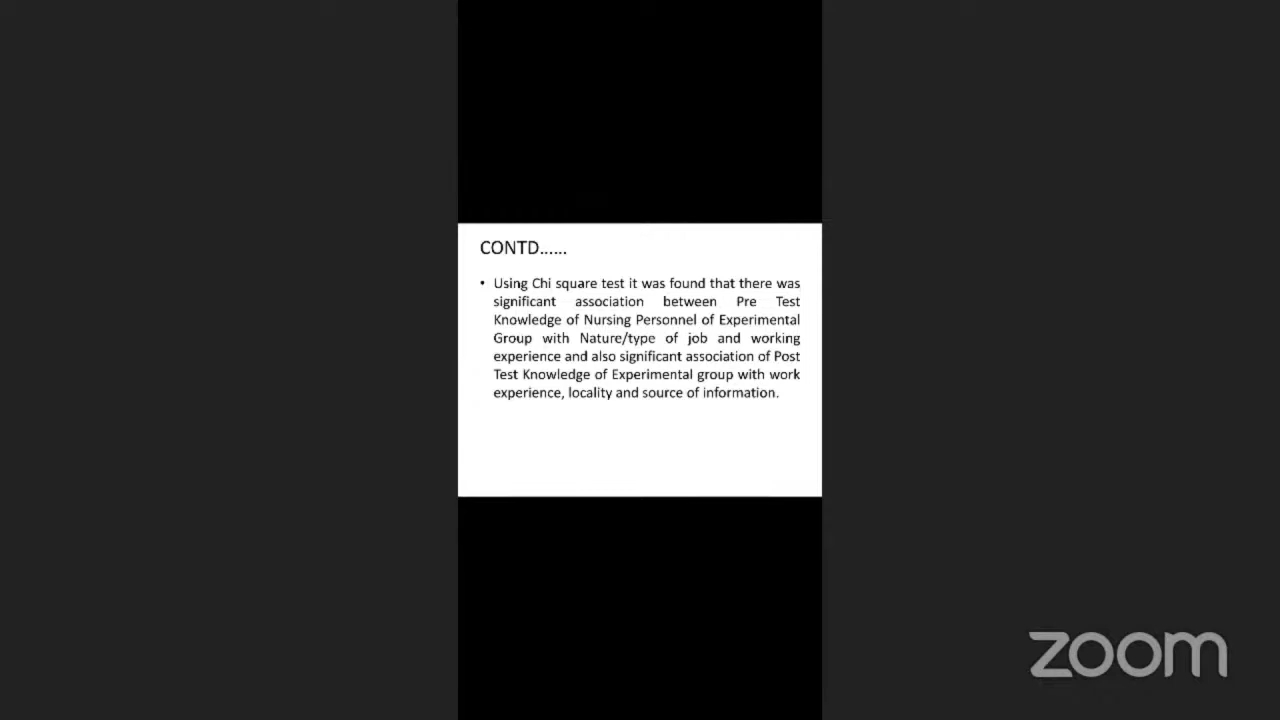 CONTD......
• Using Chi square test it was found that there was
significant association between Pre Test
Knowledge of Nursing Personnel of Experimental
Group with Nature/type of job and working
experience and also significant association of Post
Test Knowledge of Experimental group with work
experience, locality and source of information.
zoom